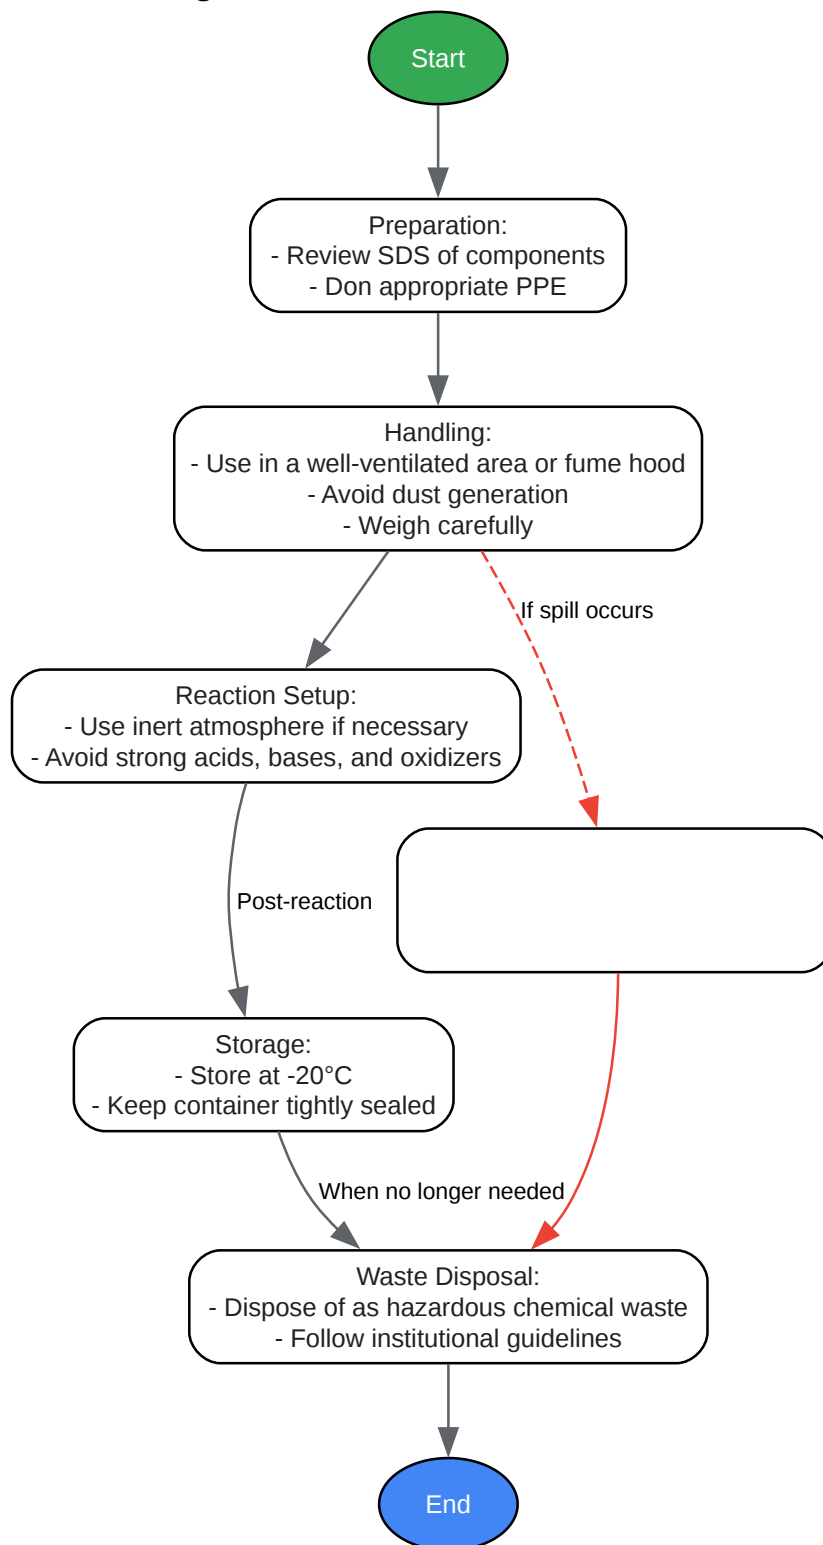 Start
Preparation:
- Review SDS of components
- Don appropriate PPE
Handling:
- Use in a well-ventilated area or fume hood
- Avoid dust generation
- Weigh carefully
If spill occurs
Reaction Setup:
- Use inert atmosphere if necessary
- Avoid strong acids, bases, and oxidizers
Post-reaction
Storage:
- Store at -20°C
- Keep container tightly sealed
When no longer needed
Waste Disposal:
- Dispose of as hazardous chemical waste
- Follow institutional guidelines
End